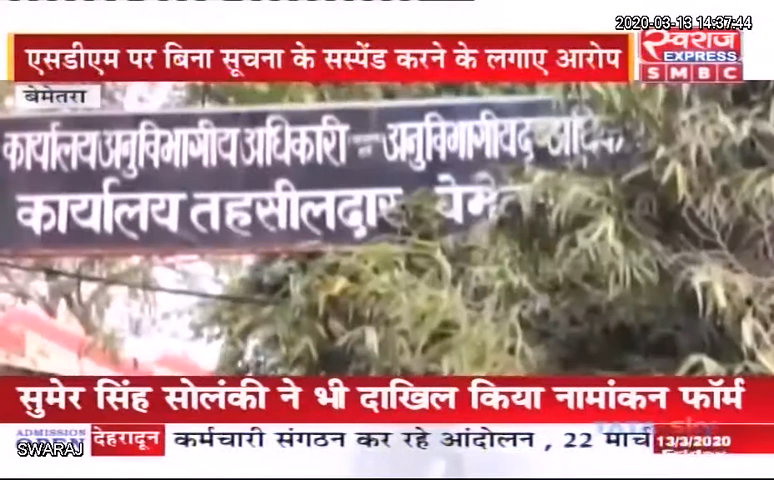 2020-03-13 14:37:44
एसडीएम पर बिना सूचना के सस्पेंड करने के लगाए आरोप
स्वराज
EXPRESS
SMBC
बेमेतरा
कार्यालय अनुविभागीय अधिकारी
कार्यालय तहसीलदार
सुमेर सिंह सोलंकी ने भी दाखिल किया नामांकन फॉर्म
ADMISSION
OPEN
SWARAJ
देहरादून
कर्मचारी संगठन कर रहे आंदोलन , 22 मार्च
13/3/2020
Friday